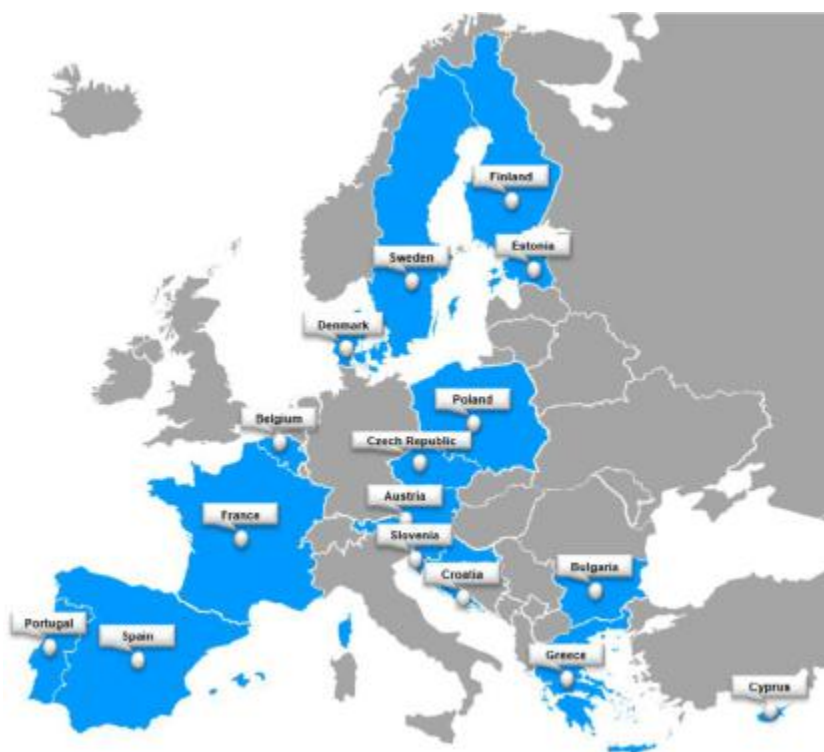 Finland
Estonia
Sweden
Denmark
Poland
Belgium
Czech Republic
Austria
France
Slovenia
Croatia
Bulgaria
Portugal
Spain
Greece
Cyprus